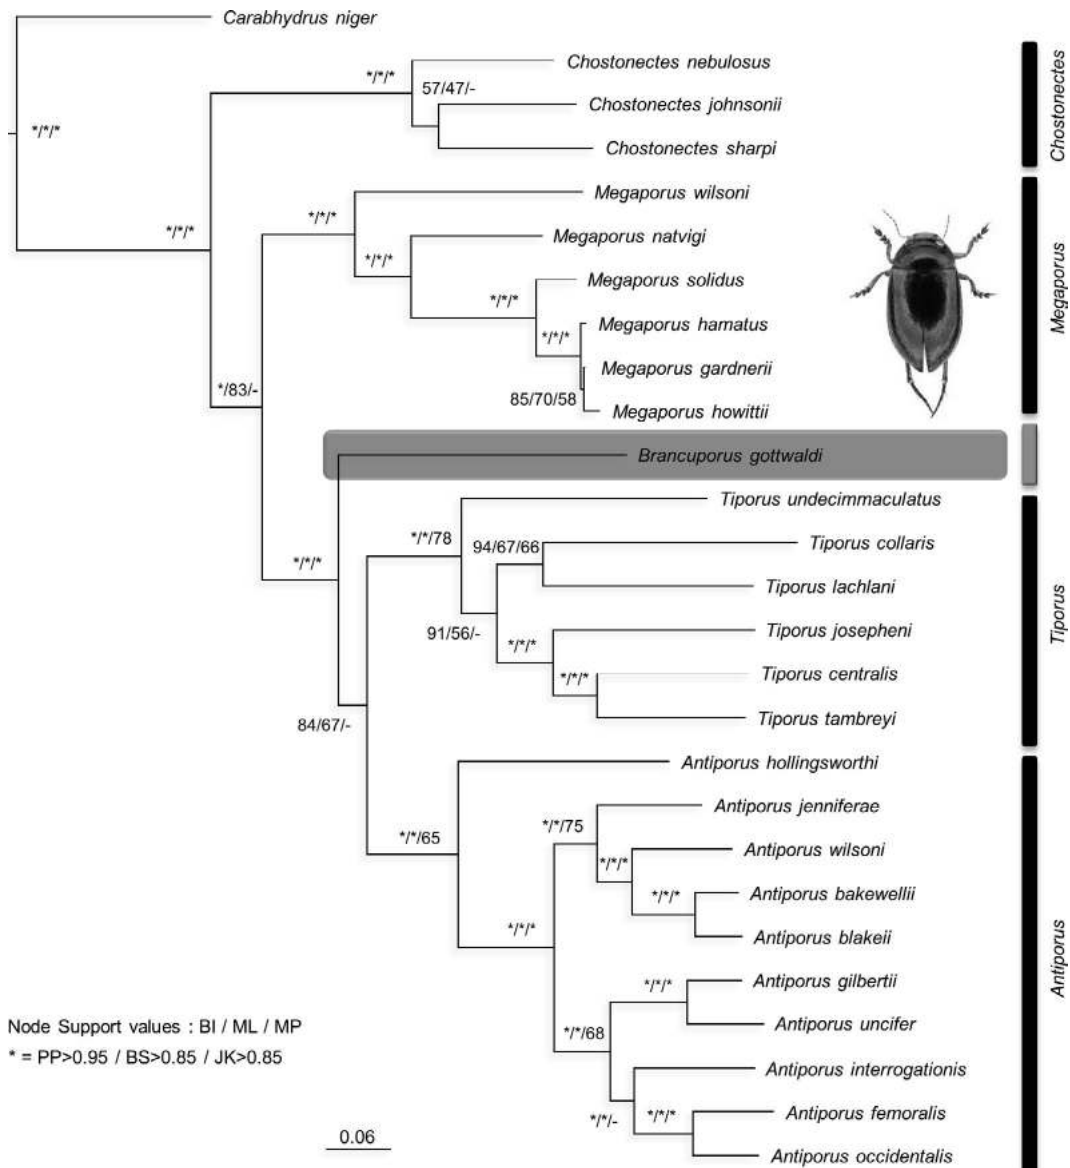 Carabhydrus niger
Chostonectes nebulosus
*/*/*
57/47/-
Chostonectes johnsonii
*/*/*
Chostonectes sharpi
Chostonectes
Megaporus wilsoni
*/*/*
*/*/*
Megaporus natvigi
*/*/*
Megaporus solidus
*/*/*
Megaporus hamatus
*/*/*
Megaporus gardnerii
*/83/-
85/70/58
Megaporus howittii
Megaporus
Brancuporus gottwaldi
Tiporus undecimmaculatus
*/*/78
94/67/66
Tiporus collaris
*/*/*
Tiporus lachlani
91/56/-
Tiporus josepheni
*/*/*
Tiporus centralis
*/*/*
Tiporus tambreyi
84/67/-
Tiporus
Antiporus hollingsworthi
Antiporus jenniferae
*/*/75
*/*/65
Antiporus wilsoni
*/*/*
Antiporus bakewellii
*/*/*
*/*/*
Antiporus blakeii
Antiporus gilbertii
*/*/*
Antiporus uncifer
*/*/68
Antiporus interrogationis
Antiporus femoralis
*/*/-
*/*/*
Antiporus occidentalis
Antiporus
Node Support values : BI / ML / MP
* = PP>0.95 / BS>0.85 / JK>0.85
0.06